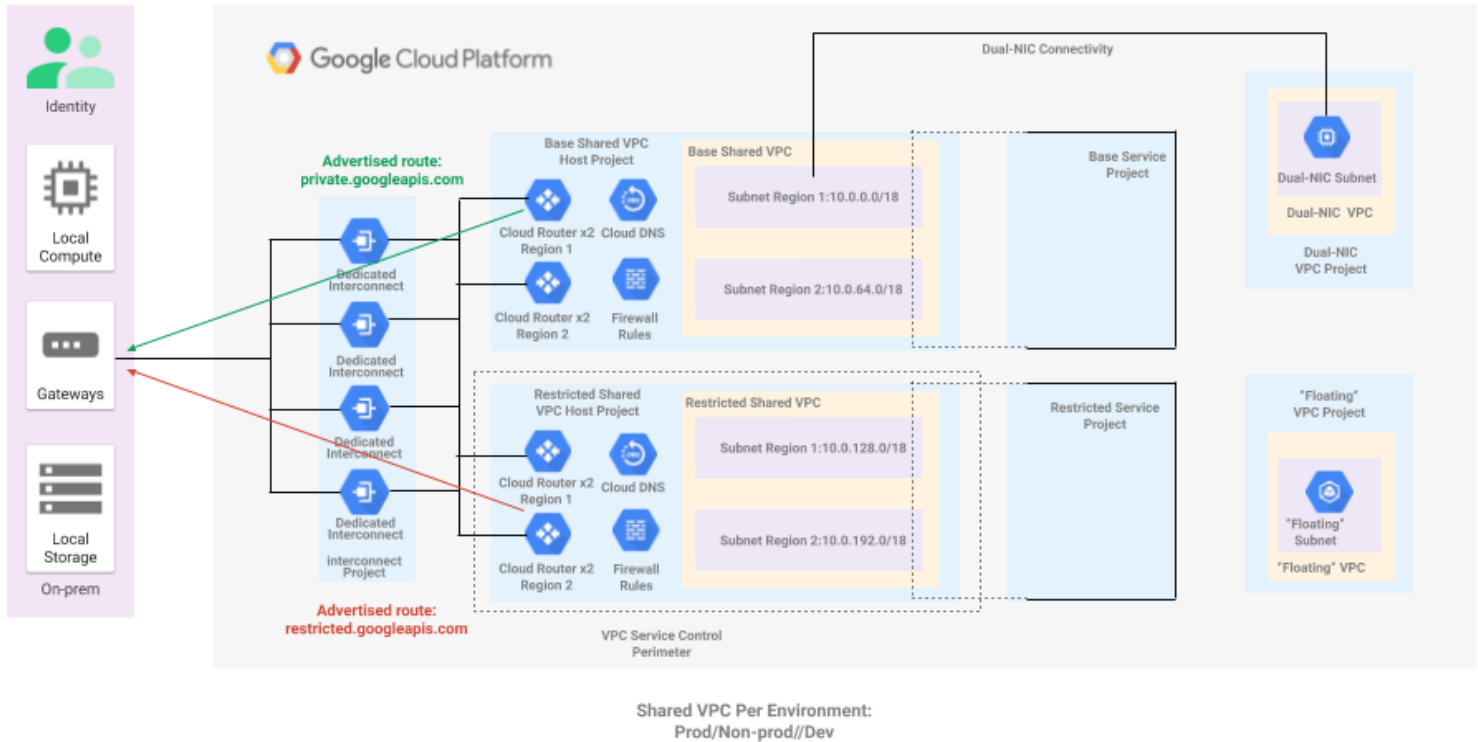 Identity
Local
Compute
Gateways
Local
Storage
On-prem
Google Cloud Platform
Advertised route:
private.googleapis.com
Dedicated
Interconnect
Dedicated
Interconnect
Dedicated
Interconnect
Dedicated
Interconnect
Interconnect
Project
Advertised route:
restricted.googleapis.com
Base Shared VPC
Host Project
Cloud Router x2
Region 1
DNS
Cloud DNS
Cloud Router x2
Region 2
Firewall
Rules
Base Shared VPC
Subnet Region 1:10.0.0.0/18
Subnet Region 2:10.0.64.0/18
Base Service
Project
Dual-NIC Connectivity
Dual-NIC Subnet
Dual-NIC VPC
Dual-NIC
VPC Project
Restricted Shared
VPC Host Project
Cloud Router x2
Region 1
DNS
Cloud DNS
Cloud Router x2
Region 2
Firewall
Rules
Restricted Shared VPC
Subnet Region 1:10.0.128.0/18
Subnet Region 2:10.0.192.0/18
Restricted Service
Project
"Floating"
VPC Project
"Floating"
Subnet
"Floating" VPC
VPC Service Control
Perimeter
Shared VPC Per Environment:
Prod/Non-prod//Dev